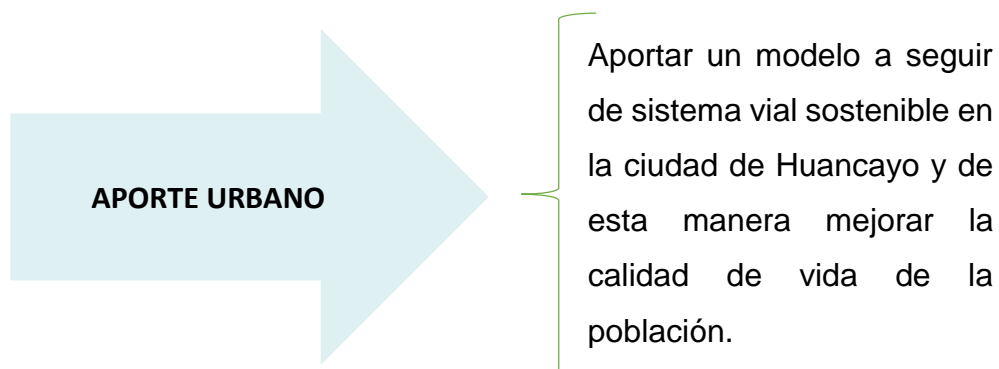 APORTE URBANO
Aportar un modelo a seguir
de sistema vial sostenible en
la ciudad de Huancayo y de
esta manera mejorar la
calidad de vida de la
población.